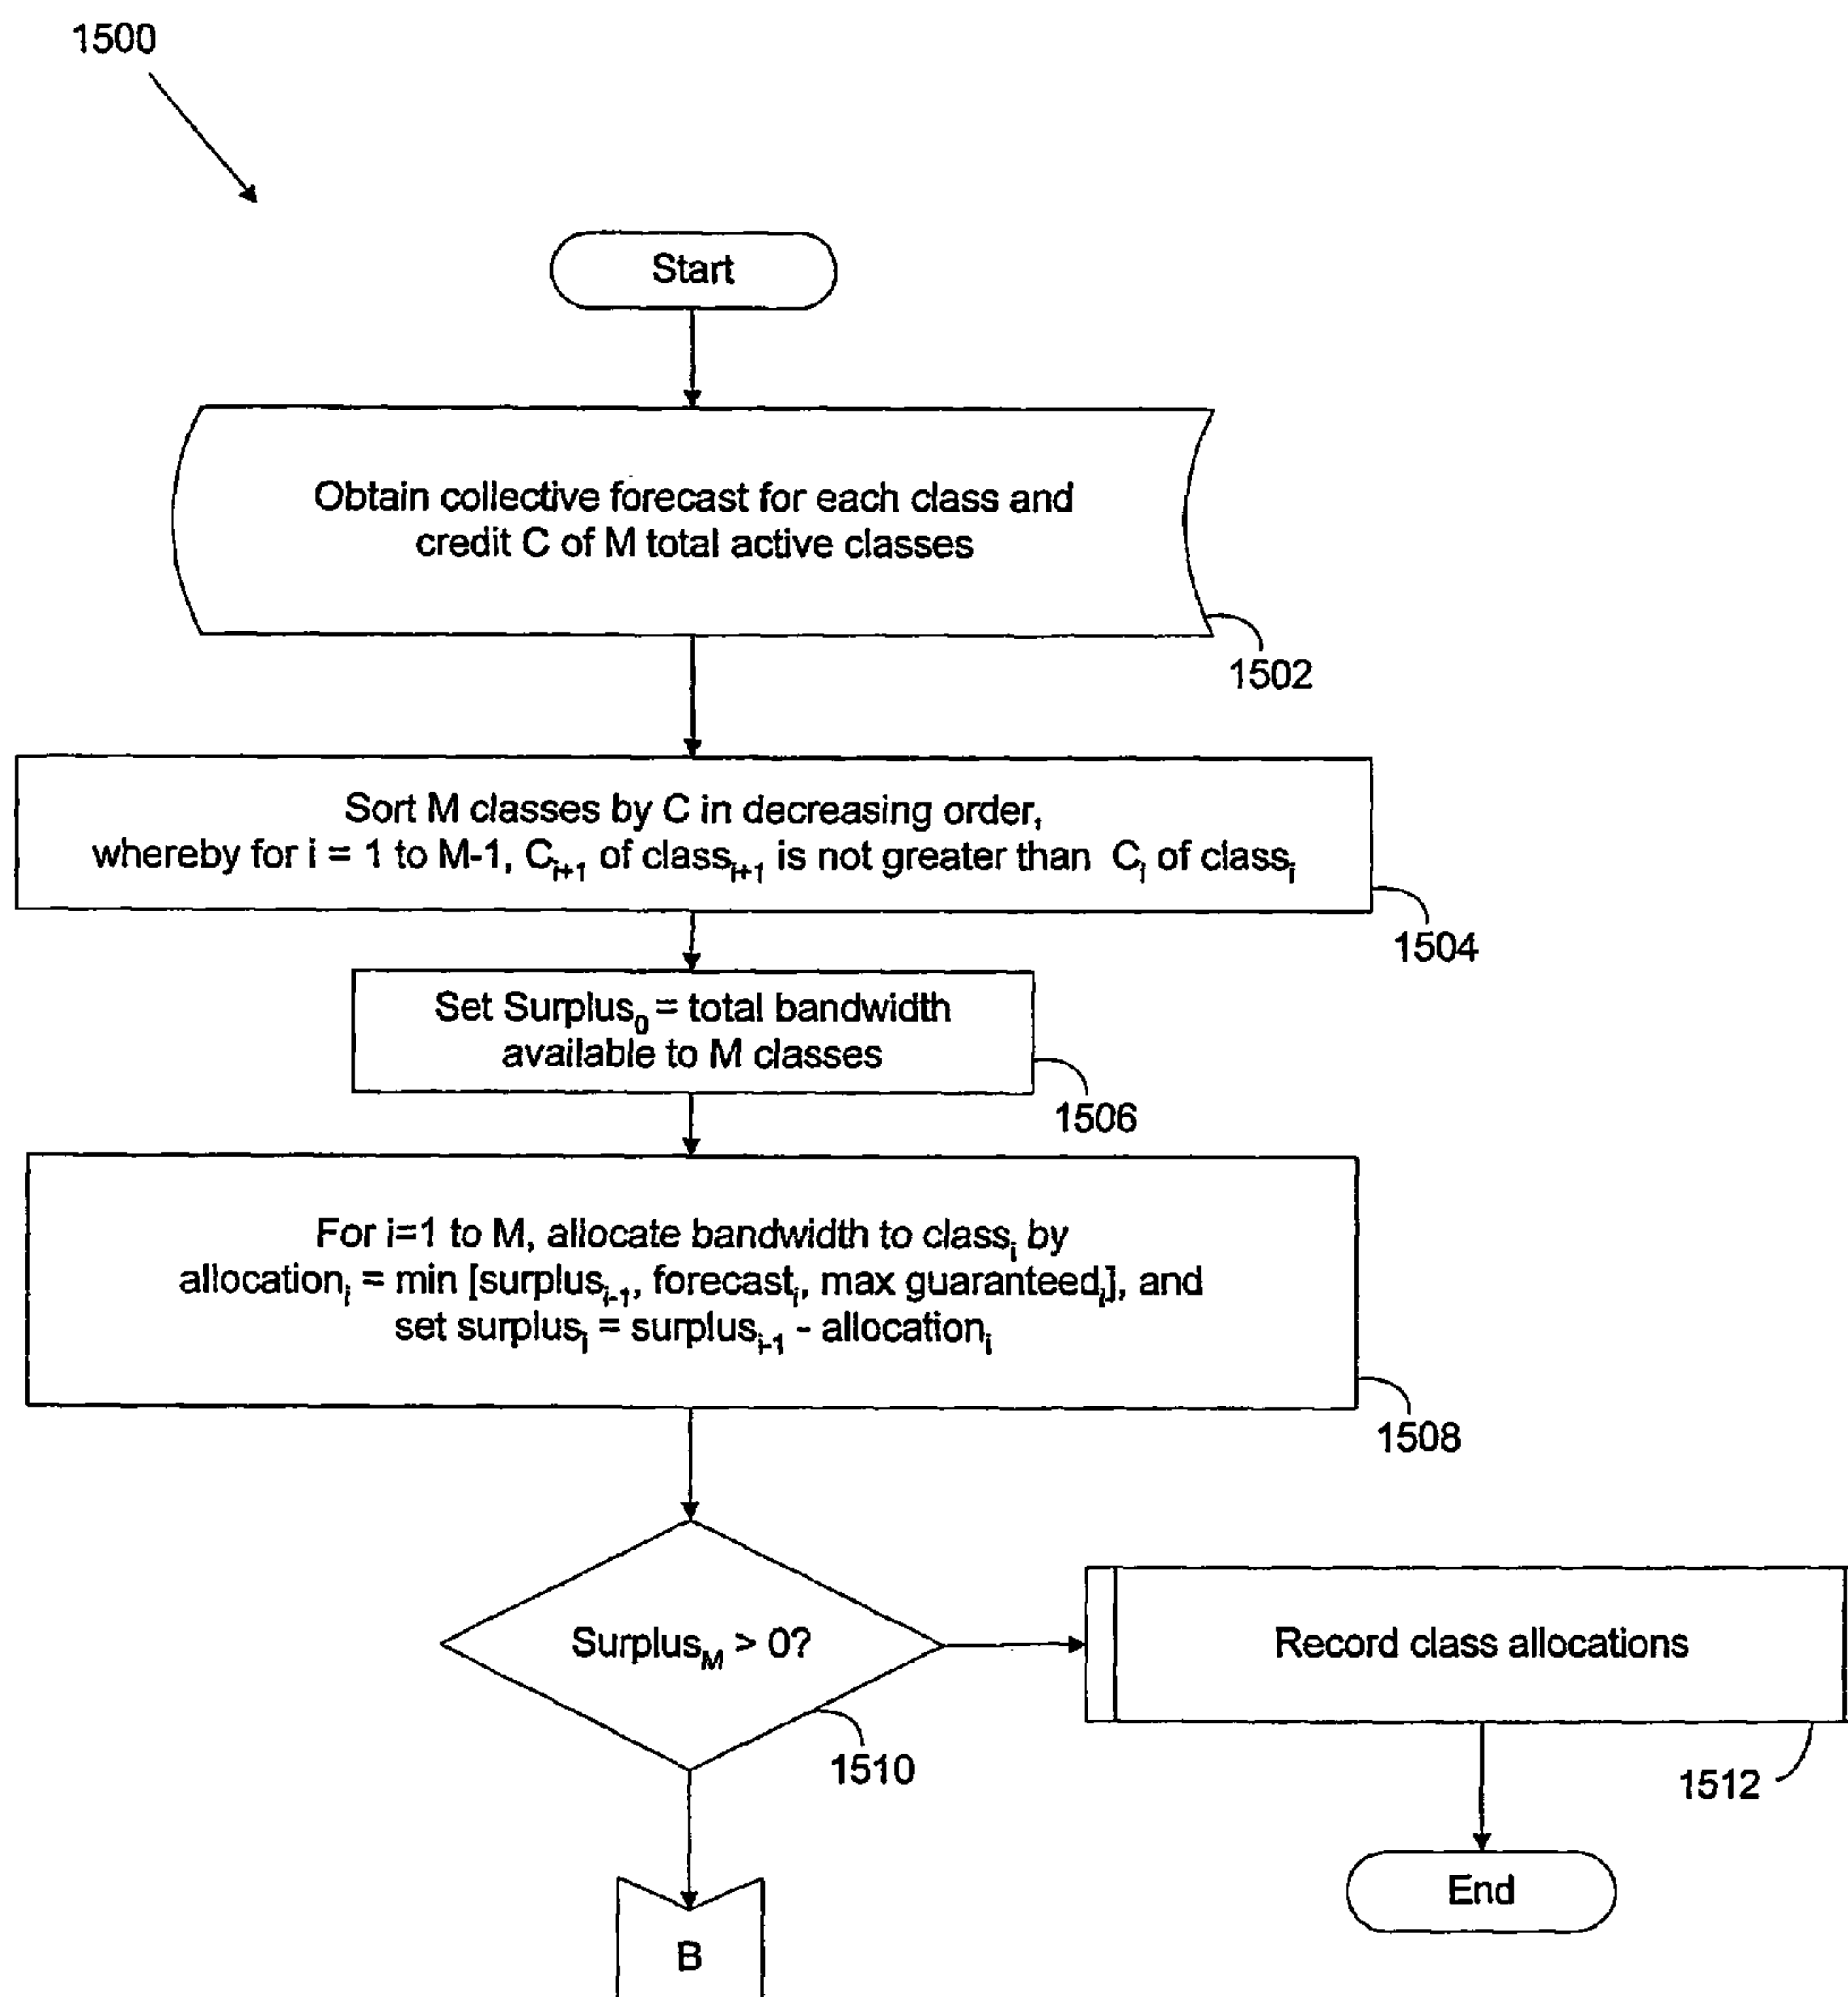 1500
Start
Obtain collective forecast for each class and
credit C of M total active classes
1502
Sort M classes by C in decreasing order,
whereby for i = 1 to M-1, Cᵢ₊₁ of classᵢ₊₁ is not greater than Cᵢ of classᵢ
1504
Set Surplus₀ = total bandwidth
available to M classes
1506
For i=1 to M, allocate bandwidth to classᵢ by
allocationᵢ = min [surplusᵢ₋₁, forecastᵢ, max guaranteedᵢ], and
set surplusᵢ = surplusᵢ₋₁ - allocationᵢ
1508
Surplus_M > 0?
1510
Record class allocations
1512
End
B